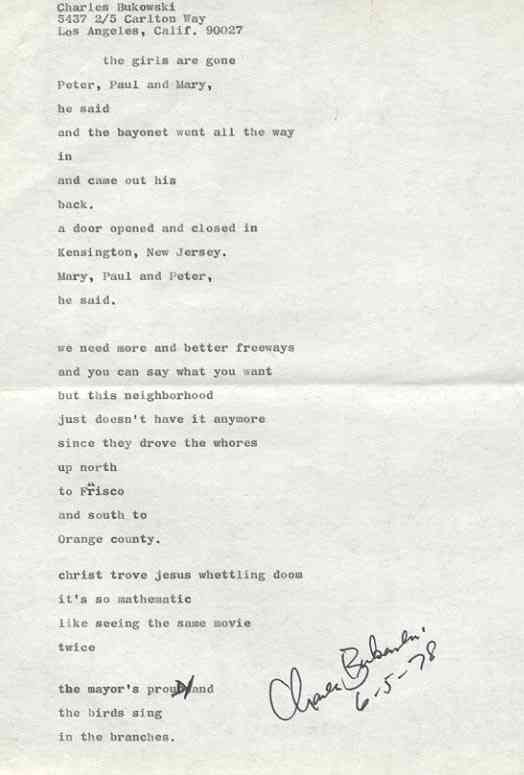 Charles Bukowski
5437 2/5 Carlton Way
Los Angeles, Calif. 90027
the girls are gone
Peter, Paul and Mary,
he said
and the bayonet went all the way
in
and came out his
back.
a door opened and closed in
Kensington, New Jersey.
Mary, Paul and Peter,
he said.
we need more and better freeways
and you can say what you want
but this neighborhood
just doesn't have it anymore
since they drove the whores
up north
to Frisco
and south to
Orange county.
christ trove jesus whettling doom
it's so mathematic
like seeing the same movie
twice
the mayor's proud/and
the birds sing
in the branches.
Charles Bukowski
6-5-78